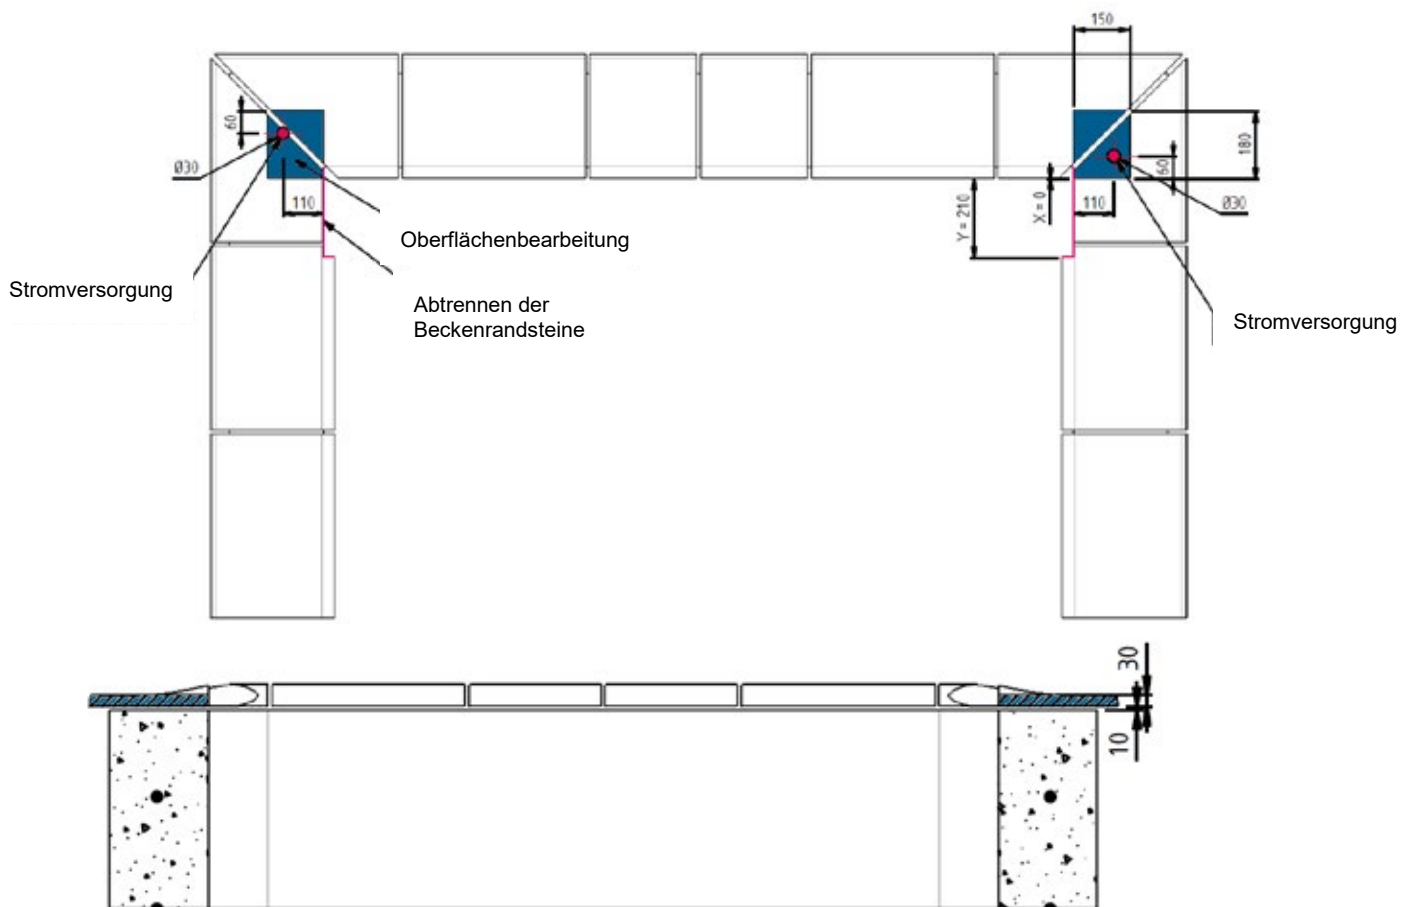 150
60
Ø30
110
180
60
X = 0
Y = 210
110
Ø30
Oberflächenbearbeitung
Stromversorgung
Abtrennen der
Beckenrandsteine
Stromversorgung
30
10